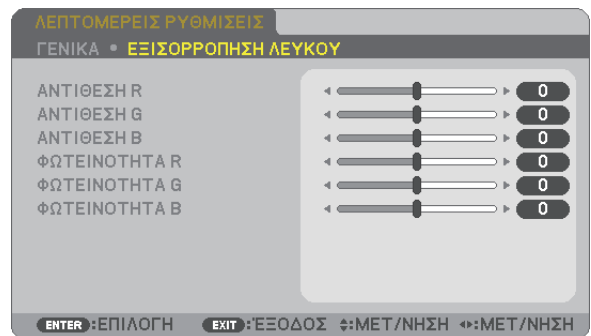 ΛΕΠΤΟΜΕΡΕΙΣ ΡΥΘΜΙΣΕΙΣ
ΓΕΝΙΚΑ • ΕΞΙΣΟΡΡΟΠΗΣΗ ΛΕΥΚΟΥ
ΑΝΤΙΘΕΣΗ R 0
ΑΝΤΙΘΕΣΗ G 0
ΑΝΤΙΘΕΣΗ B 0
ΦΩΤΕΙΝΟΤΗΤΑ R 0
ΦΩΤΕΙΝΟΤΗΤΑ G 0
ΦΩΤΕΙΝΟΤΗΤΑ B 0
ENTER :ΕΠΙΛΟΓΗ EXIT :ΈΞΟΔΟΣ :ΜΕΤ/ΝΗΣΗ :ΜΕΤ/ΝΗΣΗ